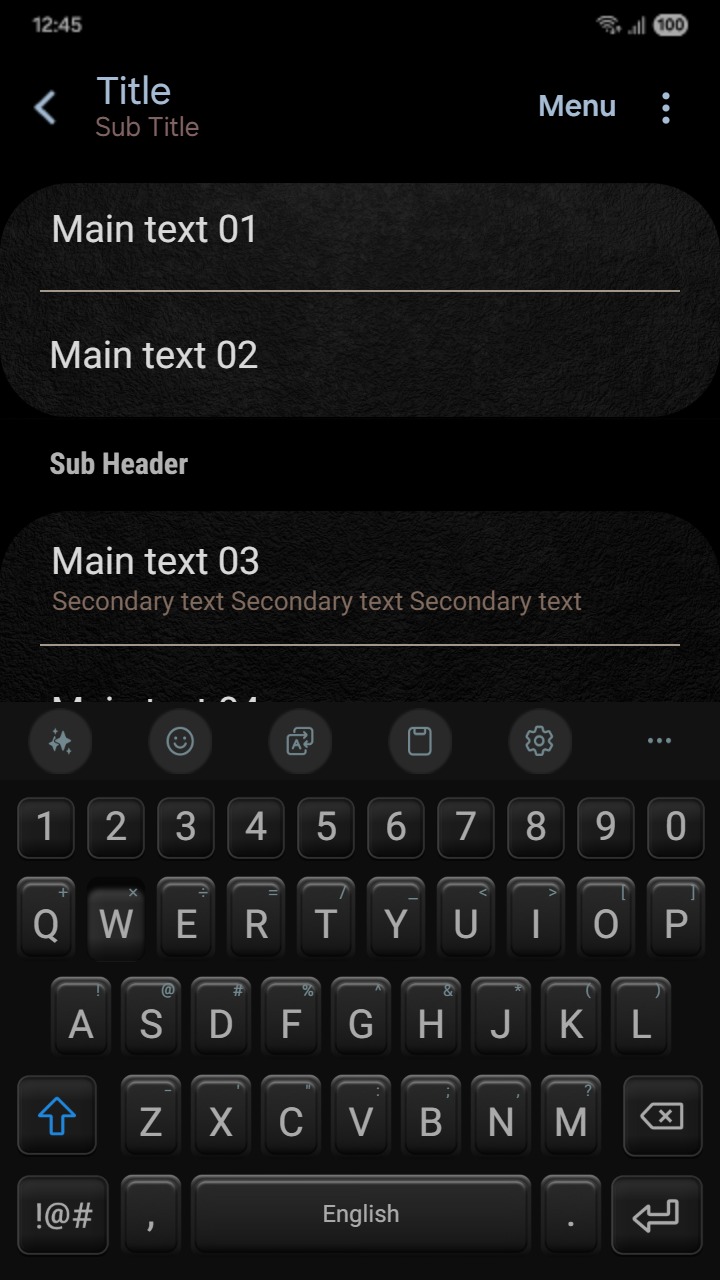 12:45
100
Title
Sub Title
Menu
Main text 01
Main text 02
Sub Header
Main text 03
Secondary text Secondary text Secondary text
1 2 3 4 5 6 7 8 9 0
+ × ÷ = / _ < > [ ]
Q W E R T Y U I O P
! @ # % ^ & * ( )
A S D F G H J K L
- ' " : ; , ?
Z X C V B N M
!@# , English .